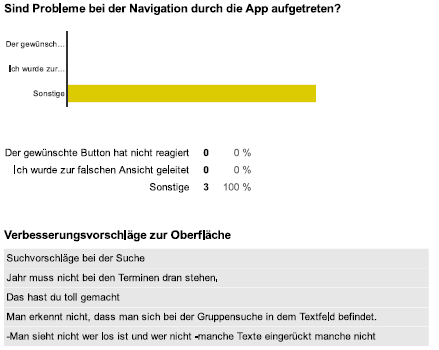 Sind Probleme bei der Navigation durch die App aufgetreten?
Der gewünsch...
Ich wurde zur...
Sonstige
Der gewünschte Button hat nicht reagiert 0 0 %
Ich wurde zur falschen Ansicht geleitet 0 0 %
Sonstige 3 100 %
Verbesserungsvorschläge zur Oberfläche
Suchvorschläge bei der Suche
Jahr muss nicht bei den Terminen dran stehen,
Das hast du toll gemacht
Man erkennt nicht, dass man sich bei der Gruppensuche in dem Textfeld befindet.
-Man sieht nicht wer los ist und wer nicht -manche Texte eingerückt manche nicht